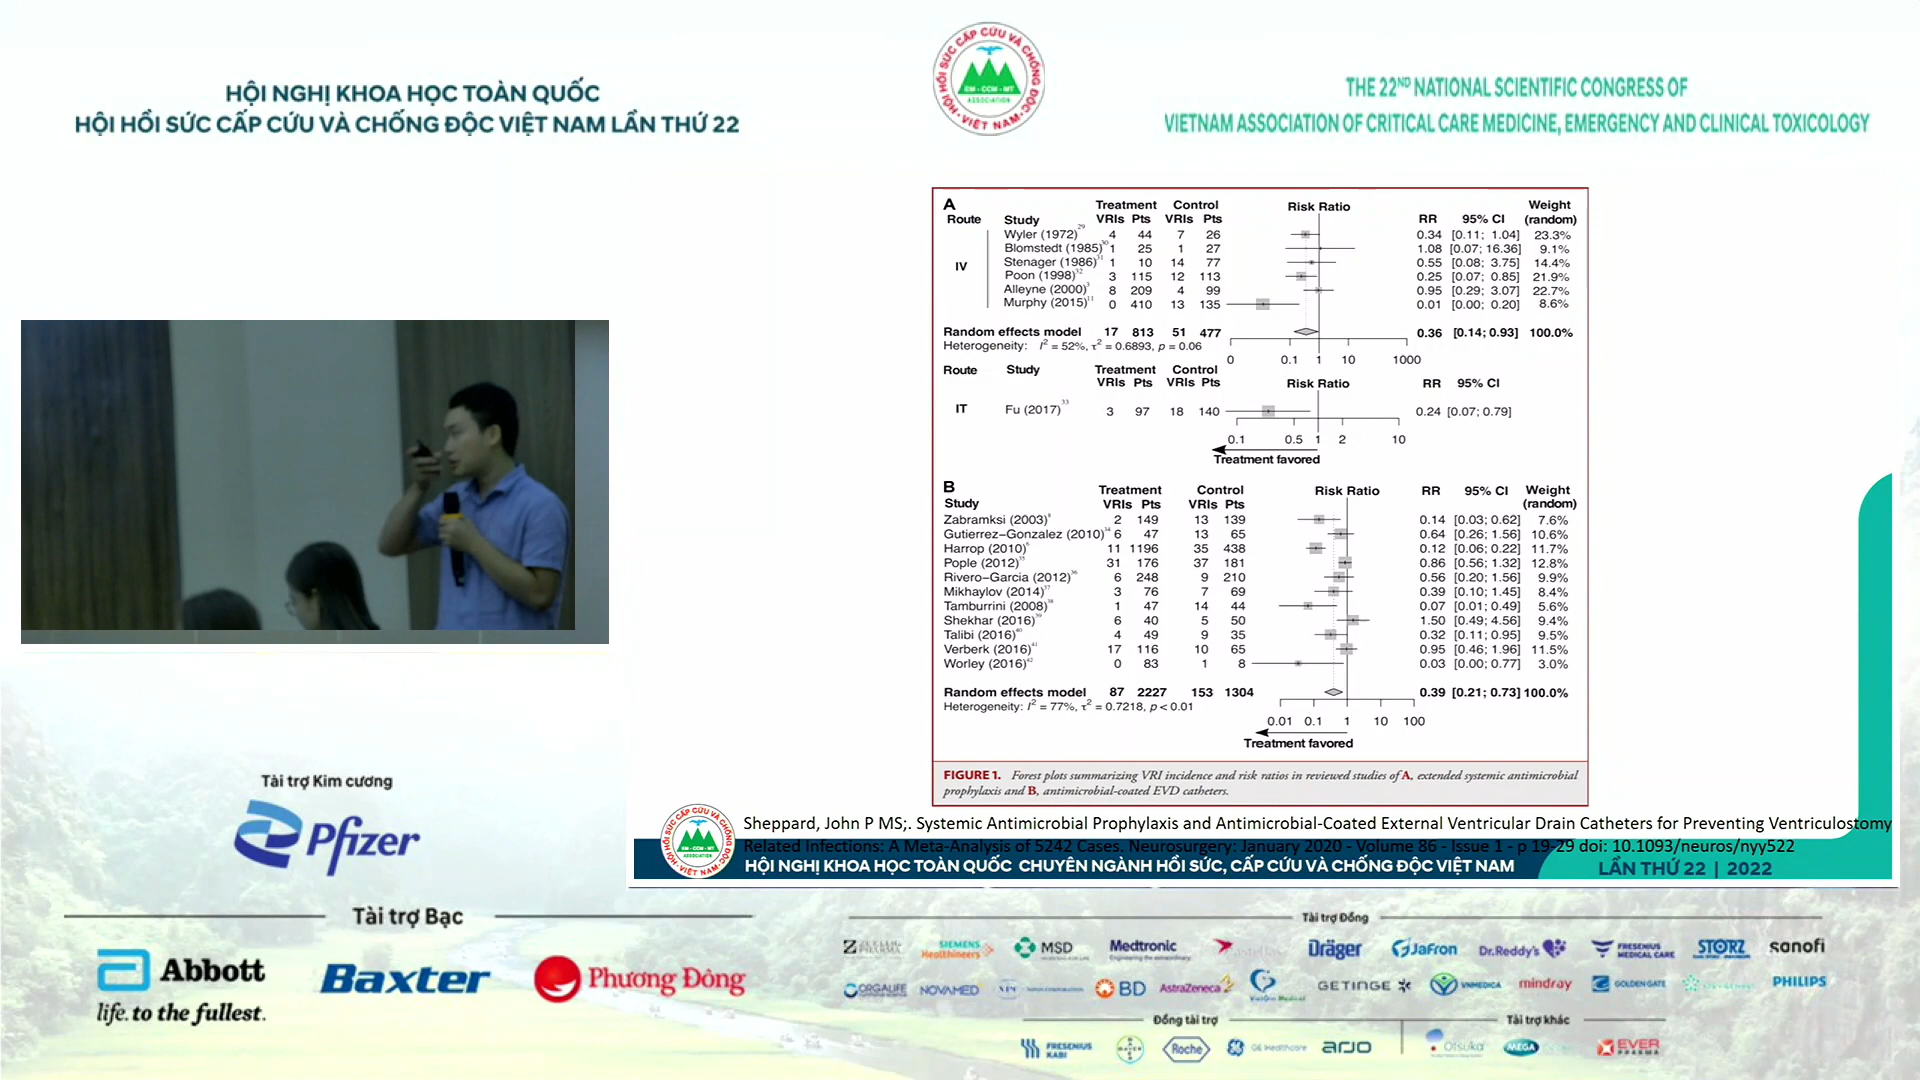 HỘI NGHỊ KHOA HỌC TOÀN QUỐC
HỘI HỒI SỨC CẤP CỨU VÀ CHỐNG ĐỘC VIỆT NAM LẦN THỨ 22
HỘI HỒI SỨC CẤP CỨU VÀ CHỐNG ĐỘC
EM - CCM - MT
ASSOCIATION
VIỆT NAM
THE 22ND NATIONAL SCIENTIFIC CONGRESS OF
VIETNAM ASSOCIATION OF CRITICAL CARE MEDICINE, EMERGENCY AND CLINICAL TOXICOLOGY
A Treatment Control Risk Ratio Weight
Route Study VRIs Pts VRIs Pts RR 95% CI (random)
IV
Wyler (1972)29 4 44 7 26 0.34 [0.11; 1.04] 23.3%
Blomstedt (1985)30 1 25 1 27 1.08 [0.07; 16.36] 9.1%
Stenager (1986)31 1 10 14 77 0.55 [0.08; 3.75] 14.4%
Poon (1998)32 3 115 12 113 0.25 [0.07; 0.85] 21.9%
Alleyne (2000)3 8 209 4 99 0.95 [0.29; 3.07] 22.7%
Murphy (2015)11 0 410 13 135 0.01 [0.00; 0.20] 8.6%
Random effects model 17 813 51 477 0.36 [0.14; 0.93] 100.0%
Heterogeneity: I2 = 52%, τ2 = 0.6893, p = 0.06
0 0.1 1 10 1000
Route Study Treatment Control Risk Ratio RR 95% CI
VRIs Pts VRIs Pts
IT Fu (2017)33 3 97 18 140 0.24 [0.07; 0.79]
0.1 0.5 1 2 10
Treatment favored
B Treatment Control Risk Ratio RR 95% CI Weight
Study VRIs Pts VRIs Pts (random)
Zabramksi (2003)8 2 149 13 139 0.14 [0.03; 0.62] 7.6%
Gutierrez−Gonzalez (2010)34 6 47 13 65 0.64 [0.26; 1.56] 10.6%
Harrop (2010)6 11 1196 35 438 0.12 [0.06; 0.22] 11.7%
Pople (2012)35 31 176 37 181 0.86 [0.56; 1.32] 12.8%
Rivero−Garcia (2012)36 6 248 9 210 0.56 [0.20; 1.56] 9.9%
Mikhaylov (2014)37 3 76 7 69 0.39 [0.10; 1.45] 8.4%
Tamburrini (2008)38 1 47 14 44 0.07 [0.01; 0.49] 5.6%
Shekhar (2016)39 6 40 5 50 1.50 [0.49; 4.56] 9.4%
Talibi (2016)40 4 49 9 35 0.32 [0.11; 0.95] 9.5%
Verberk (2016)41 17 116 10 65 0.95 [0.46; 1.96] 11.5%
Worley (2016)42 0 83 1 8 0.03 [0.00; 0.77] 3.0%
Random effects model 87 2227 153 1304 0.39 [0.21; 0.73] 100.0%
Heterogeneity: I2 = 77%, τ2 = 0.7218, p < 0.01
0.01 0.1 1 10 100
Treatment favored
FIGURE 1. Forest plots summarizing VRI incidence and risk ratios in reviewed studies of A, extended systemic antimicrobial
prophylaxis and B, antimicrobial-coated EVD catheters.
Sheppard, John P MS;. Systemic Antimicrobial Prophylaxis and Antimicrobial-Coated External Ventricular Drain Catheters for Preventing Ventriculostomy
Related Infections: A Meta-Analysis of 5242 Cases. Neurosurgery: January 2020 - Volume 86 - Issue 1 - p 19-29 doi: 10.1093/neuros/nyy522
HỘI NGHỊ KHOA HỌC TOÀN QUỐC CHUYÊN NGÀNH HỒI SỨC, CẤP CỨU VÀ CHỐNG ĐỘC VIỆT NAM
LẦN THỨ 22 | 2022
Tài trợ Kim cương
Pfizer
Tài trợ Bạc
Abbott
life. to the fullest.
Baxter
Phương Đông
Tài trợ Đồng
SIEMENS
Healthineers
MSD
Medtronic
Dräger
JaFron
Dr.Reddy's
FRESENIUS
MEDICAL CARE
STORZ
sanofi
ORGALIFE
NOVAMED
BD
AstraZeneca
GETINGE
VNMEDICA
mindray
GOLDEN GATE
PHILIPS
Đồng tài trợ
Tài trợ khác
FRESENIUS
KABI
BAYER
Roche
GE Healthcare
arjo
Otsuka
MEGA
EVER
PHARMA